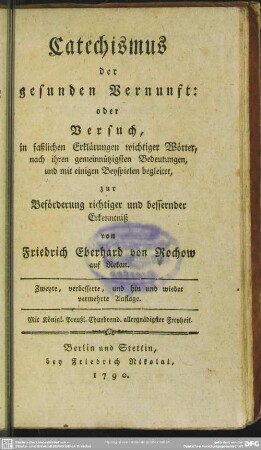 Catechismus
der
gesunden Vernunft:
oder
Versuch,
in faßlichen Erklärungen wichtiger Wörter,
nach ihren gemeinnützigsten Bedeutungen,
und mit einigen Beyspielen begleitet,
zur
Beförderung richtiger und bessernder
Erkenntniß
von
Friedrich Eberhard von Rochow
auf Rekan.
Zweyte, verbesserte, und hin und wieder
vermehrte Auflage.
Mit Königl. Preußl. Churbrand. allergnädigster Freyheit.
Berlin und Stettin,
bey Friedrich Nikolai,
1790.